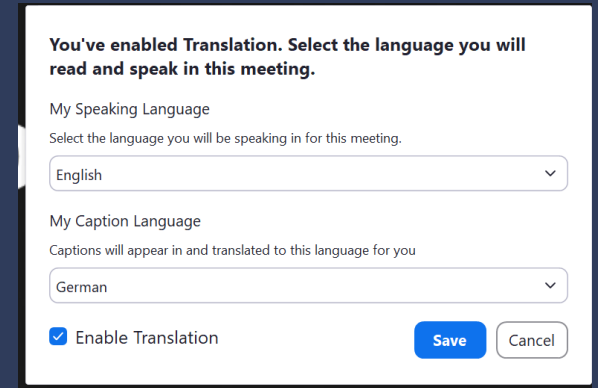 You've enabled Translation. Select the language you will
read and speak in this meeting.
My Speaking Language
Select the language you will be speaking in for this meeting.
English
My Caption Language
Captions will appear in and translated to this language for you
German
Enable Translation
Save
Cancel